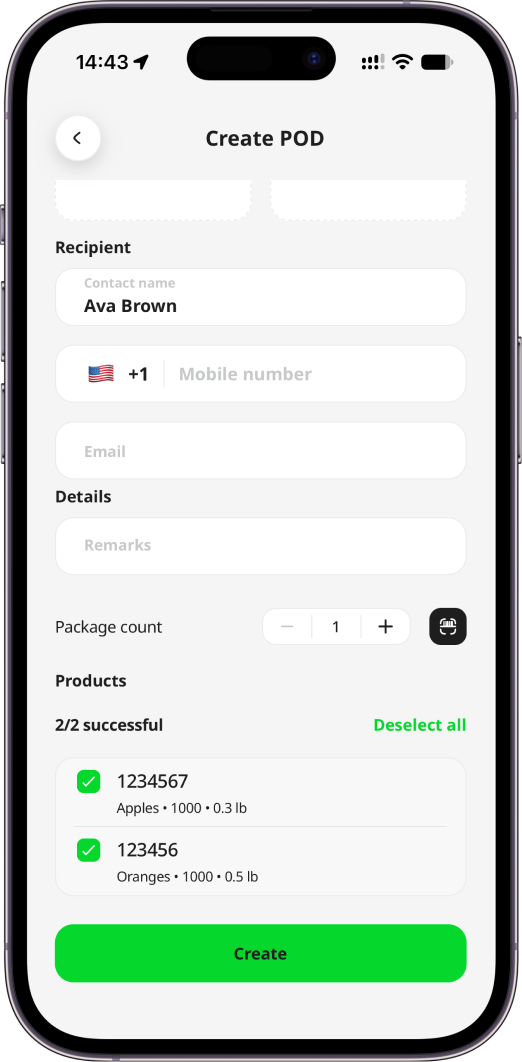 14:43
Create POD
Recipient
Contact name
Ava Brown
+1 Mobile number
Email
Details
Remarks
Package count 1
Products
2/2 successful Deselect all
1234567
Apples • 1000 • 0.3 lb
123456
Oranges • 1000 • 0.5 lb
Create